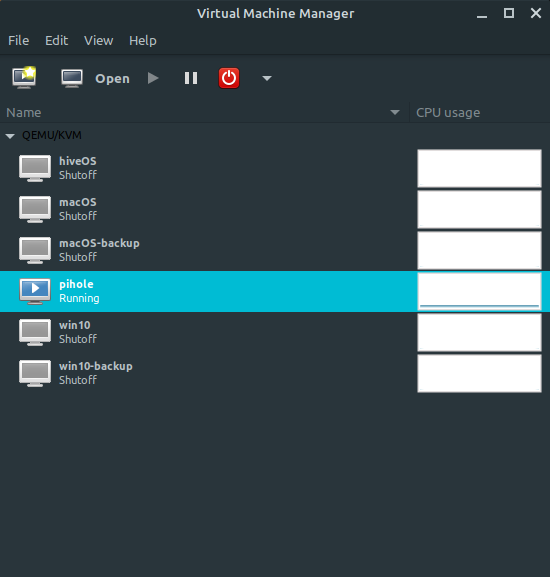 Virtual Machine Manager
File Edit View Help
Open
Name CPU usage
QEMU/KVM
hiveOS
Shutoff
macOS
Shutoff
macOS-backup
Shutoff
pihole
Running
win10
Shutoff
win10-backup
Shutoff